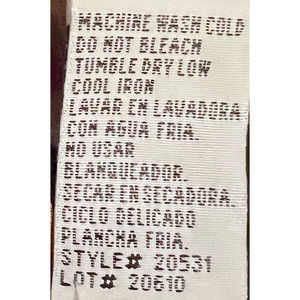 MACHINE WASH COLD
DO NOT BLEACH
TUMBLE DRY LOW
COOL IRON
LAVAR EN LAVADORA
CON AGUA FRIA.
NO USAR
BLANQUEADOR.
SECAR EN SECADORA.
CICLO DELICADO
PLANCHA FRIA.
STYLE# 20531
LOT# 20610